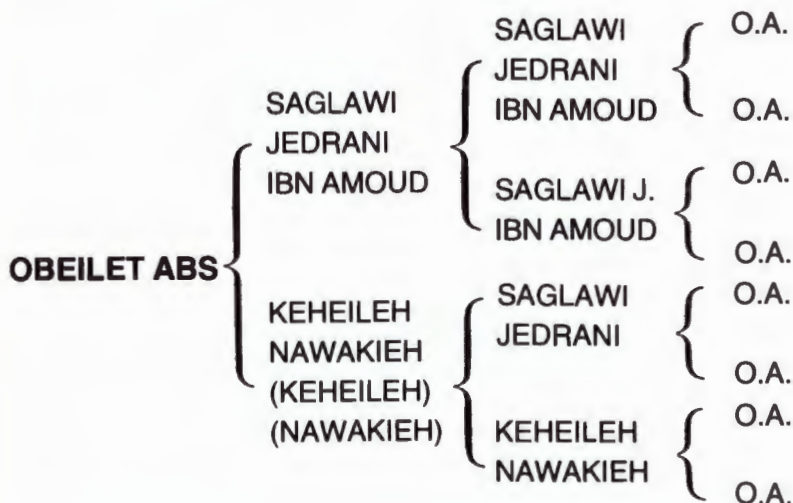 OBEILET ABS
SAGLAWI
JEDRANI
IBN AMOUD
KEHEILEH
NAWAKIEH
(KEHEILEH)
(NAWAKIEH)
SAGLAWI
JEDRANI
IBN AMOUD
SAGLAWI J.
IBN AMOUD
SAGLAWI
JEDRANI
KEHEILEH
NAWAKIEH
O.A.
O.A.
O.A.
O.A.
O.A.
O.A.
O.A.
O.A.